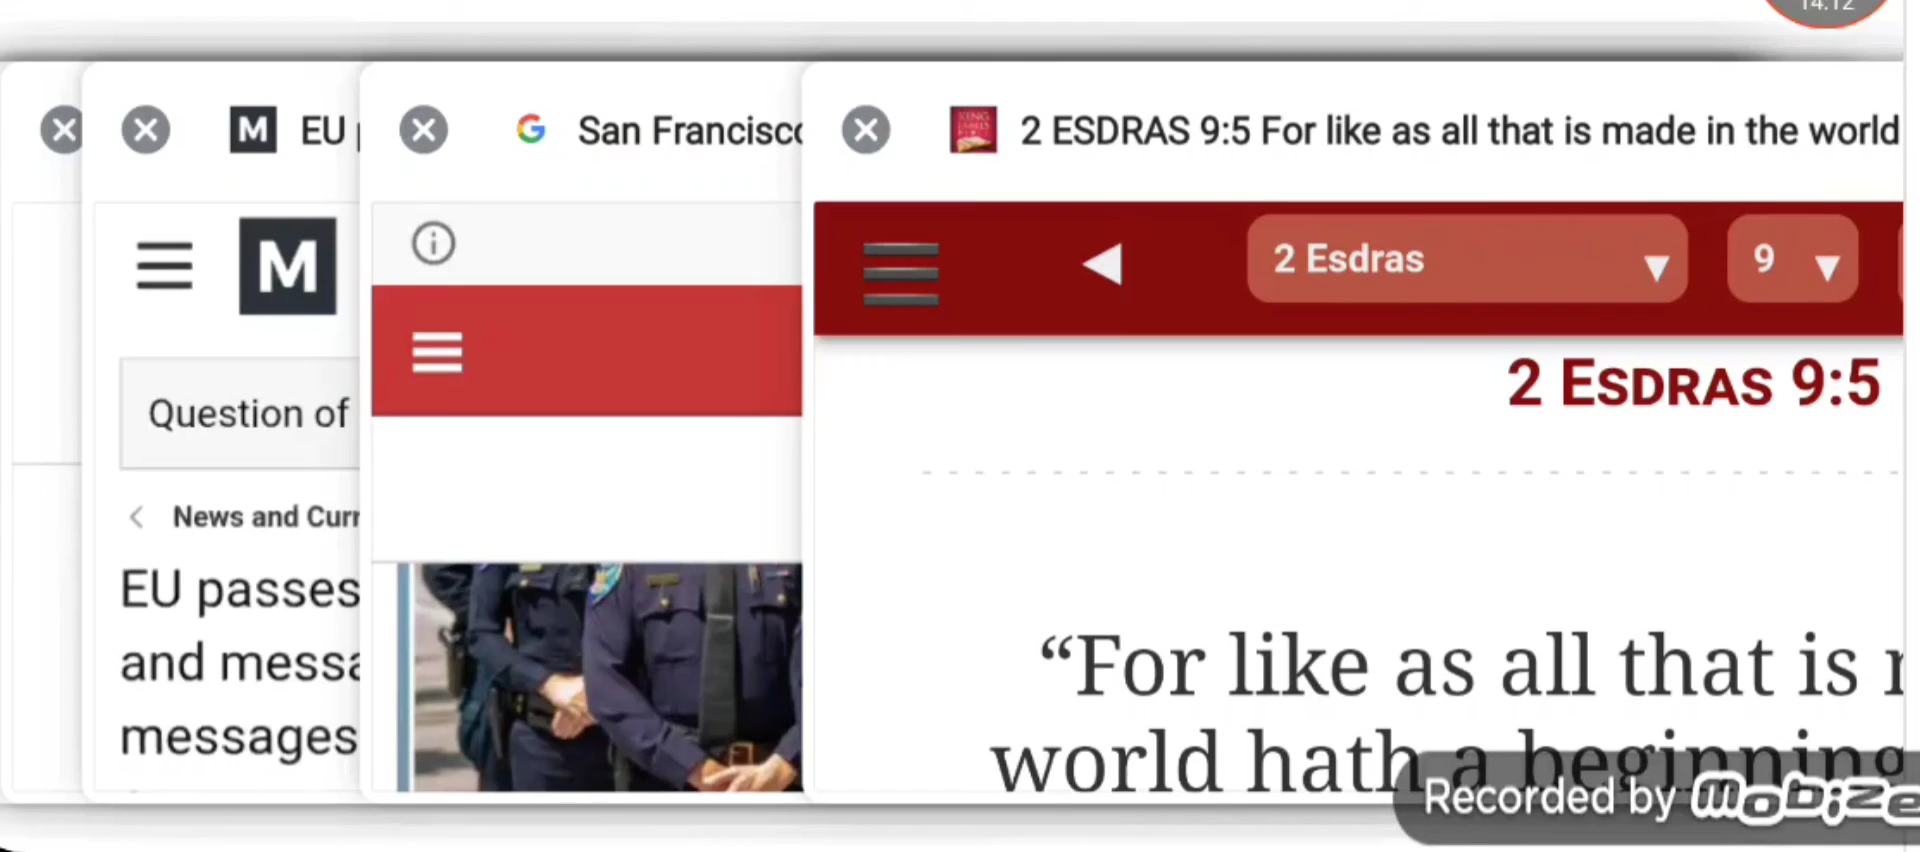 14:12
EU
San Francisco
2 ESDRAS 9:5 For like as all that is made in the world
M
2 Esdras
9
2 ESDRAS 9:5
Question of
News and Curr
EU passes
and messa
messages
“For like as all that is
world hath a beginning
Recorded by Mobize